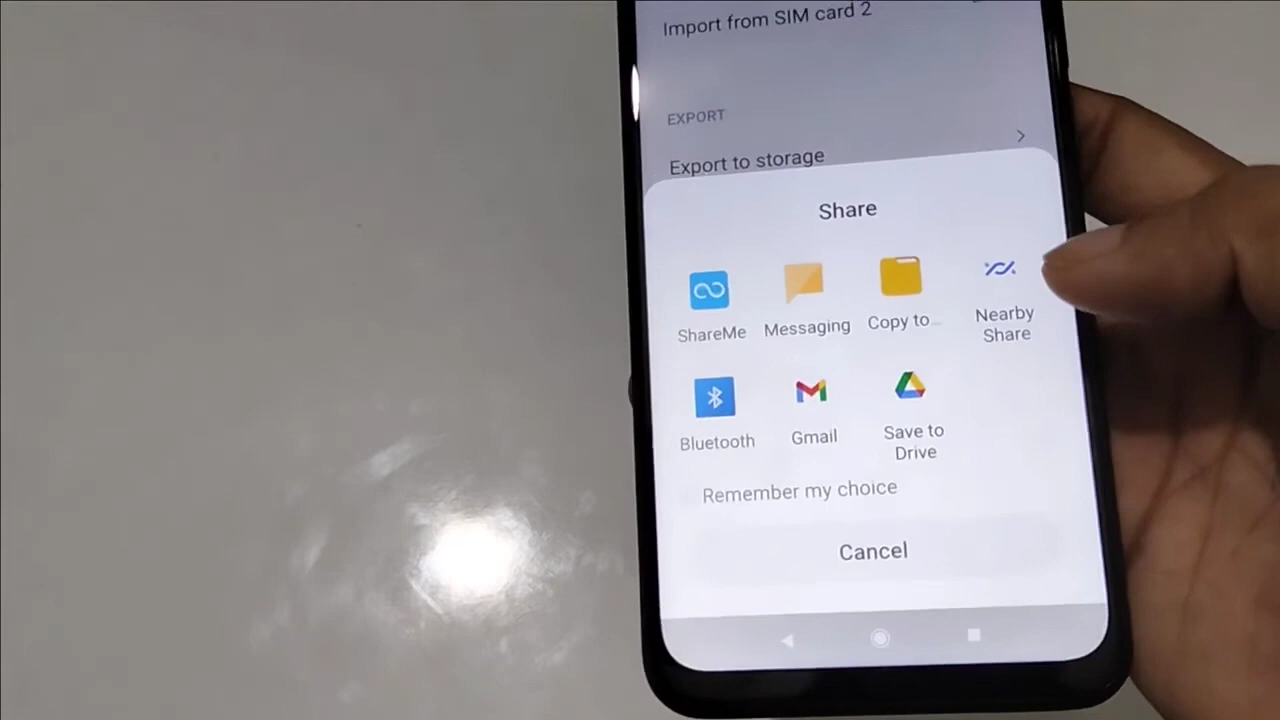 Import from SIM card 2
EXPORT
Export to storage
Share
ShareMe
Messaging
Copy to...
Nearby
Share
Bluetooth
Gmail
Save to
Drive
Remember my choice
Cancel